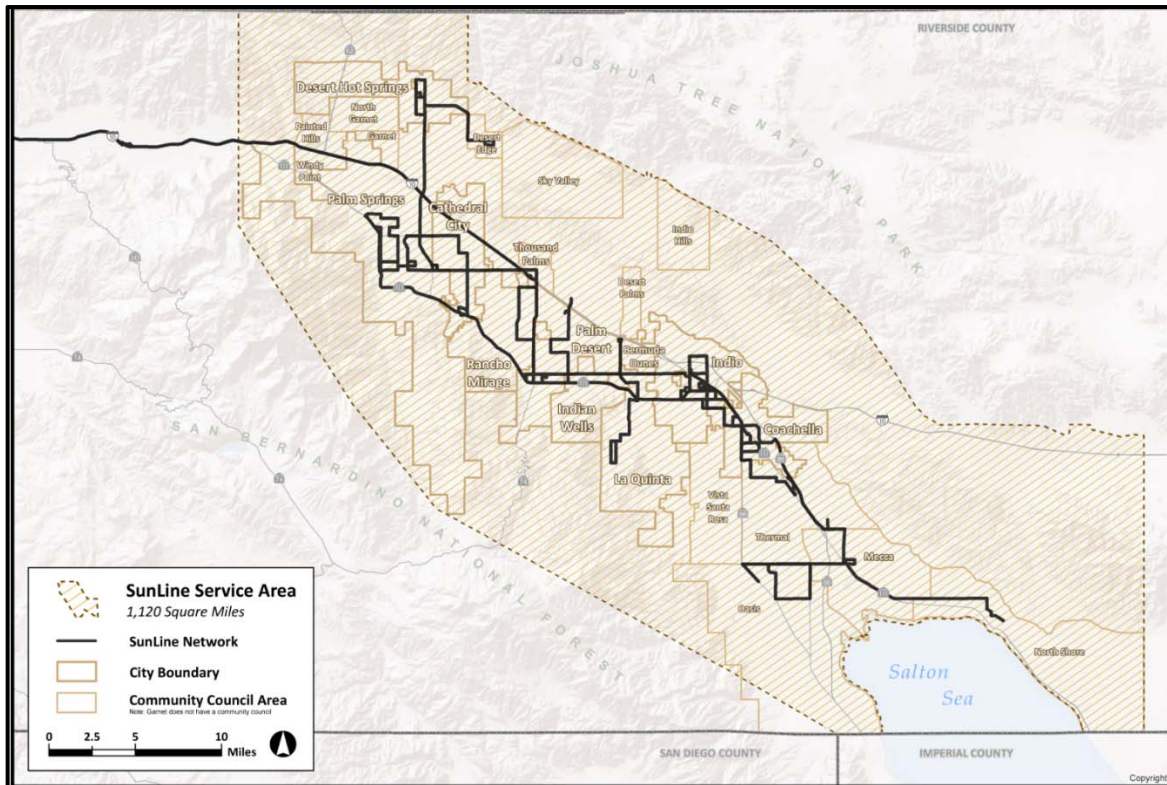 RIVERSIDE COUNTY
JOSHUA TREE NATIONAL PARK
Desert Hot Springs
North
Garnet
Painted
Hills
Garnet
Desert
Edge
Windy
Point
10
Sky Valley
10
Palm Springs
Cathedral
City
Indio
Hills
Thousand
Palms
Desert
Palms
Palm
Desert
Bermuda
Dunes
Indio
Rancho
Mirage
Indian
Wells
10
Coachella
SAN BERNARDINO NATIONAL FOREST
La Quinta
Vista
Santa
Rosa
Thermal
Mecca
Oasis
North Shore
Salton
Sea
SunLine Service Area
1,120 Square Miles
SunLine Network
City Boundary
Community Council Area
Note: Garnet does not have a community council
0 2.5 5 10
Miles
SAN DIEGO COUNTY
IMPERIAL COUNTY
Copyright